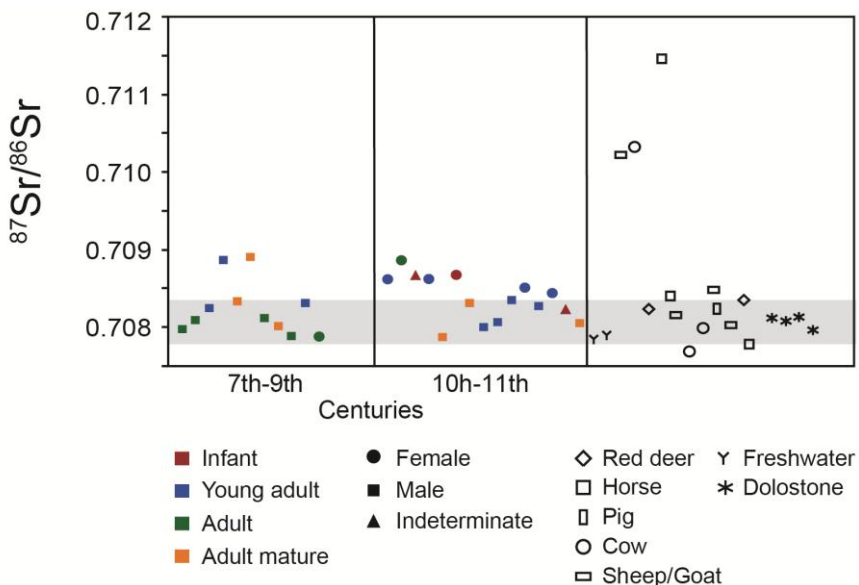 0.712
0.711
0.710
0.709
0.708
87Sr/86Sr
7th-9th
10h-11th
Centuries
Infant
Young adult
Adult
Adult mature
Female
Male
Indeterminate
Red deer
Horse
Pig
Cow
Sheep/Goat
Freshwater
Dolostone